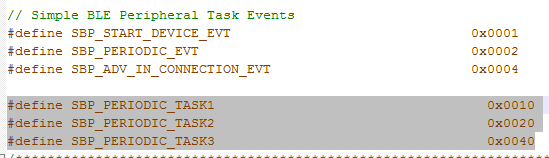 // Simple BLE Peripheral Task Events
#define SBP_START_DEVICE_EVT 0x0001
#define SBP_PERIODIC_EVT 0x0002
#define SBP_ADV_IN_CONNECTION_EVT 0x0004
#define SBP_PERIODIC_TASK1 0x0010
#define SBP_PERIODIC_TASK2 0x0020
#define SBP_PERIODIC_TASK3 0x0040